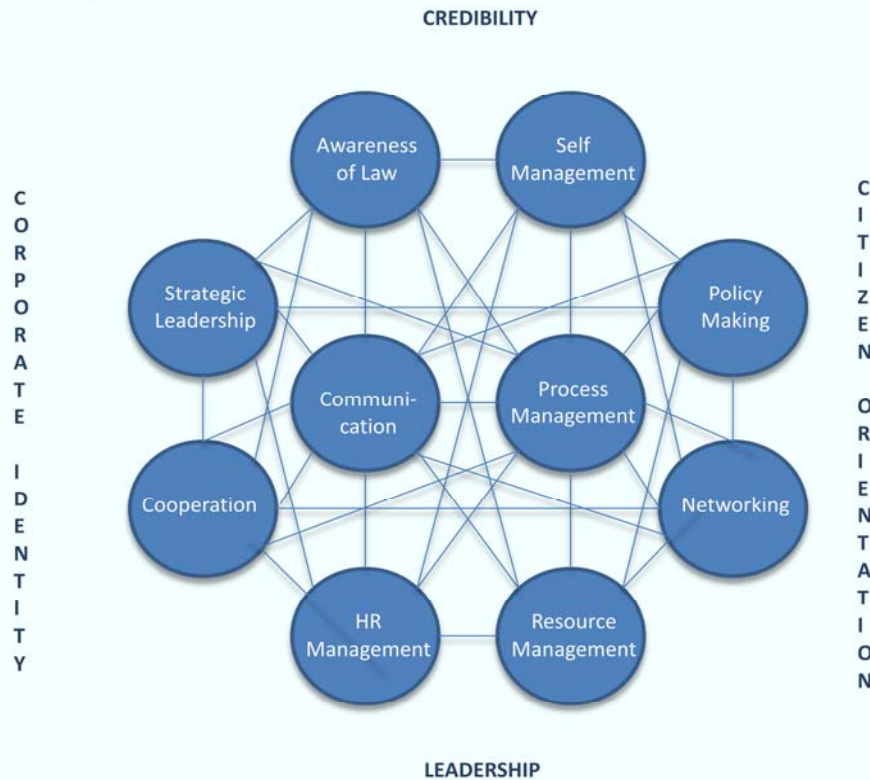 CREDIBILITY
Awareness
of Law
Self
Management
CORPORATE IDENTITY
CITIZEN ORIENTATION
Strategic
Leadership
Policy
Making
Communi-
cation
Process
Management
Cooperation
Networking
HR
Management
Resource
Management
LEADERSHIP